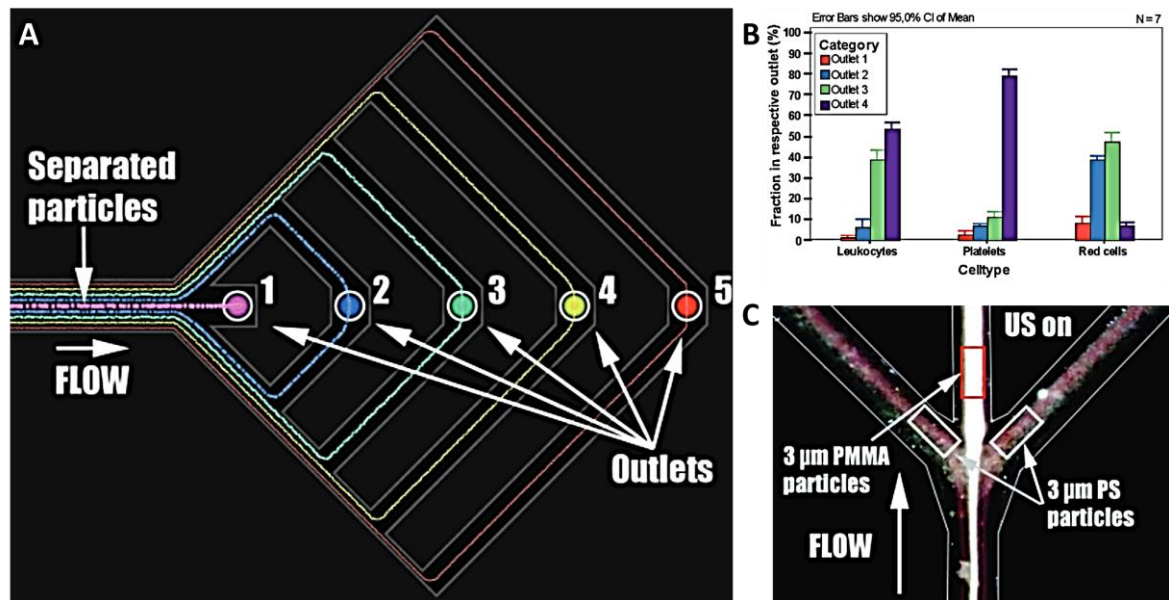 A
Separated
particles
FLOW
1
2
3
4
5
Outlets
B
Error Bars show 95,0% CI of Mean
N = 7
Fraction in respective outlet (%)
100
90
80
70
60
50
40
30
20
10
0
Category
Outlet 1
Outlet 2
Outlet 3
Outlet 4
Leukocytes
Platelets
Red cells
Celltype
C
US on
3 µm PMMA
particles
3 µm PS
particles
FLOW